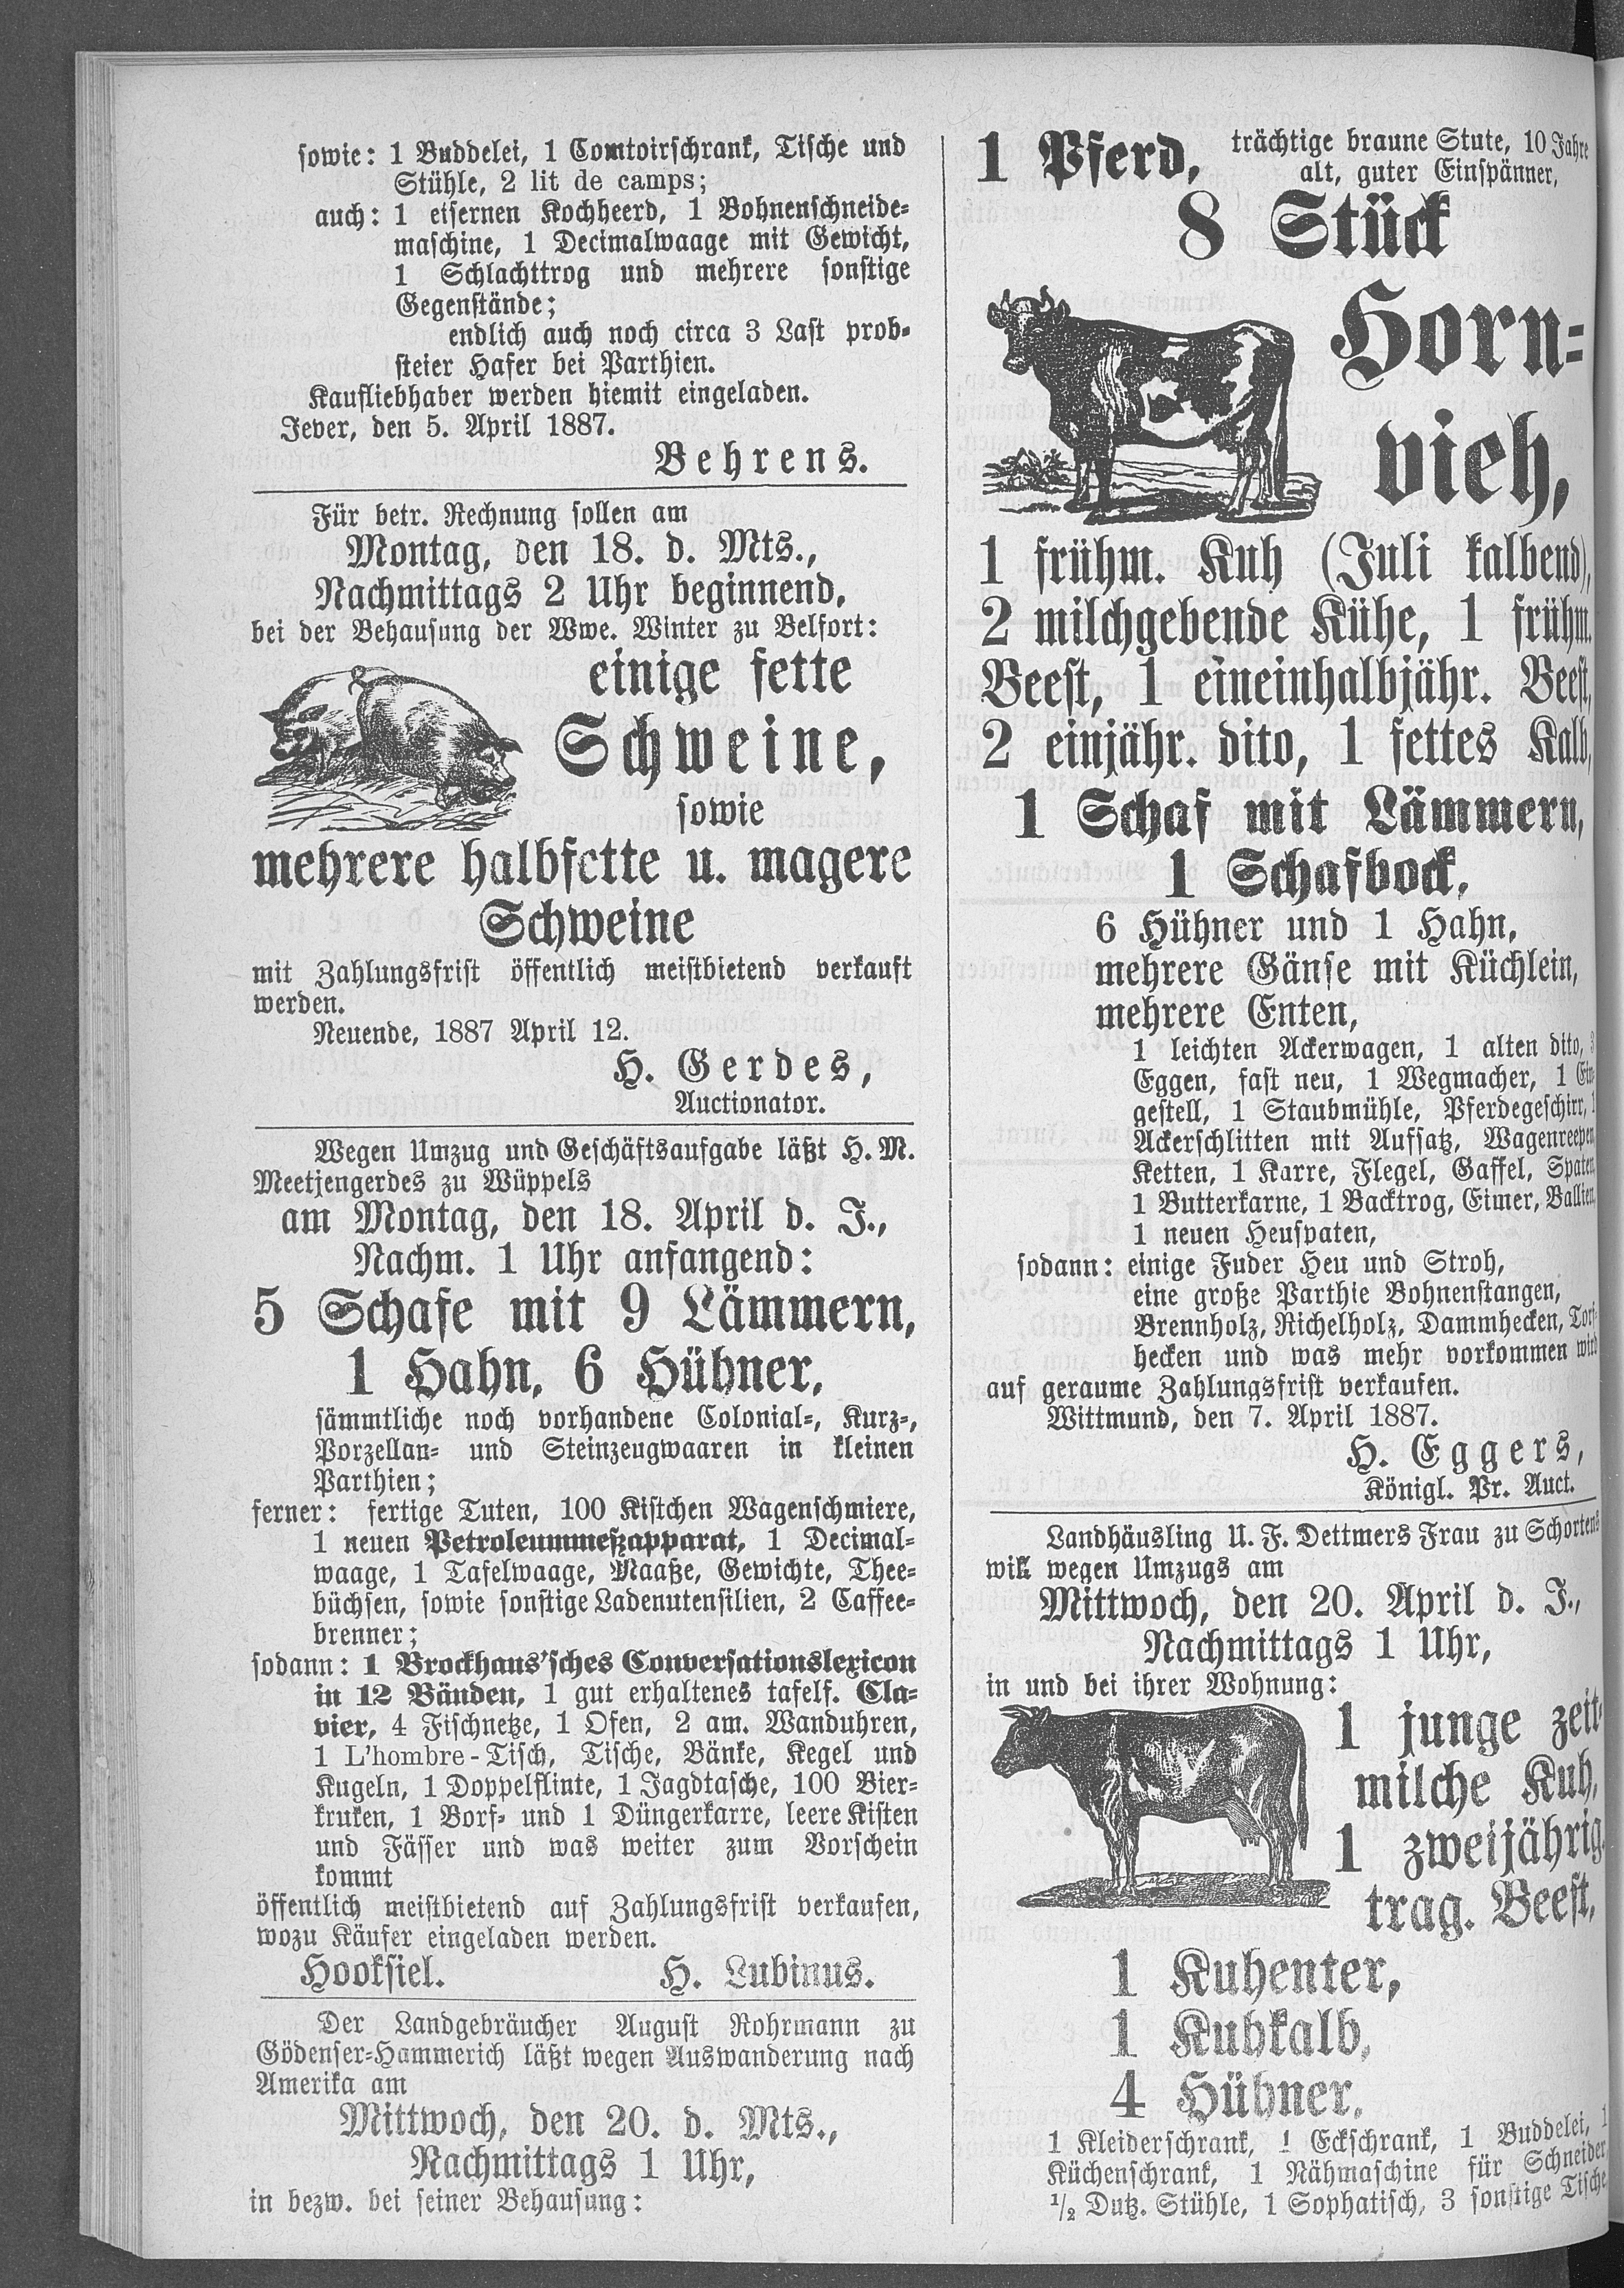 sowie: 1 Buddelei, 1 Comtoirschrank, Tische und
Stühle, 2 lit de camps;
auch: 1 eisernen Kochheerd, 1 Bohnenschneide-
maschine, 1 Decimalwaage mit Gewicht,
1 Schlachttrog und mehrere sonstige
Gegenstände;
endlich auch noch circa 3 Last prob-
steier Hafer bei Parthien.
Kaufliebhaber werden hiemit eingeladen.
Jever, den 5. April 1887.
Behrens.
Für betr. Rechnung sollen am
Montag, den 18. d. Mts.,
Nachmittags 2 Uhr beginnend,
bei der Behausung der Wwe. Winter zu Belfort:
einige fette
Schweine,
sowie
mehrere halbfette u. magere
Schweine
mit Zahlungsfrist öffentlich meistbietend verkauft
werden.
Neuende, 1887 April 12.
H. Gerdes,
Auctionator.
Wegen Umzug und Geschäftsaufgabe läßt H. M.
Meetjengerdes zu Wüppels
am Montag, den 18. April d. J.,
Nachm. 1 Uhr anfangend:
5 Schafe mit 9 Lämmern,
1 Hahn, 6 Hühner,
sämmtliche noch vorhandene Colonial-, Kurz-,
Porzellan- und Steinzeugwaaren in kleinen
Parthien;
ferner: fertige Tuten, 100 Kistchen Wagenschmiere,
1 neuen Petroleummeßapparat, 1 Decimal-
waage, 1 Tafelwaage, Maaße, Gewichte, Thee-
büchsen, sowie sonstige Ladenutensilien, 2 Caffee-
brenner;
sodann: 1 Brockhaus'sches Conversationslexicon
in 12 Bänden, 1 gut erhaltenes tafelf. Cla-
vier, 4 Fischnetze, 1 Ofen, 2 am. Wanduhren,
1 L'hombre-Tisch, Tische, Bänke, Kegel und
Kugeln, 1 Doppelflinte, 1 Jagdtasche, 100 Bier-
kruken, 1 Borf- und 1 Düngerkarre, leere Kisten
und Fässer und was weiter zum Vorschein
kommt
öffentlich meistbietend auf Zahlungsfrist verkaufen,
wozu Käufer eingeladen werden.
Hooksiel. H. Lubinus.
Der Landgebräucher August Rohrmann zu
Gödenser-Hammerich läßt wegen Auswanderung nach
Amerika am
Mittwoch, den 20. d. Mts.,
Nachmittags 1 Uhr,
in bezw. bei seiner Behausung:
1 Pferd, trächtige braune Stute, 10 Jahre
alt, guter Einspänner,
8 Stück
Horn-
vieh,
1 frühm. Kuh (Juli kalbend),
2 milchgebende Kühe, 1 frühm.
Beest, 1 eineinhalbjähr. Beest,
2 einjähr. dito, 1 fettes Kalb,
1 Schaf mit Lämmern,
1 Schafbock,
6 Hühner und 1 Hahn,
mehrere Gänse mit Küchlein,
mehrere Enten,
1 leichten Ackerwagen, 1 alten dito, 3
Eggen, fast neu, 1 Wegmacher, 1 Ein-
gestell, 1 Staubmühle, Pferdegeschirr, 1
Ackerschlitten mit Aufsatz, Wagenreepen,
Ketten, 1 Karre, Flegel, Gaffel, Spaten,
1 Butterkarne, 1 Backtrog, Eimer, Ballien,
1 neuen Heuspaten,
sodann: einige Fuder Heu und Stroh,
eine große Parthie Bohnenstangen,
Brennholz, Richelholz, Dammhecken, Torf-
hecken und was mehr vorkommen wird
auf geraume Zahlungsfrist verkaufen.
Wittmund, den 7. April 1887.
H. Eggers,
Königl. Pr. Auct.
Landhäusling U. F. Dettmers Frau zu Schortens
will wegen Umzugs am
Mittwoch, den 20. April d. J.,
Nachmittags 1 Uhr,
in und bei ihrer Wohnung:
1 junge zeit-
milche Kuh,
1 zweijährig.
trag. Beest,
1 Kuhenter,
1 Kuhkalb,
4 Hühner,
1 Kleiderschrank, 1 Eckschrank, 1 Buddelei, 1
Küchenschrank, 1 Nähmaschine für Schneider,
1/2 Dutz. Stühle, 1 Sophatisch, 3 sonstige Tische